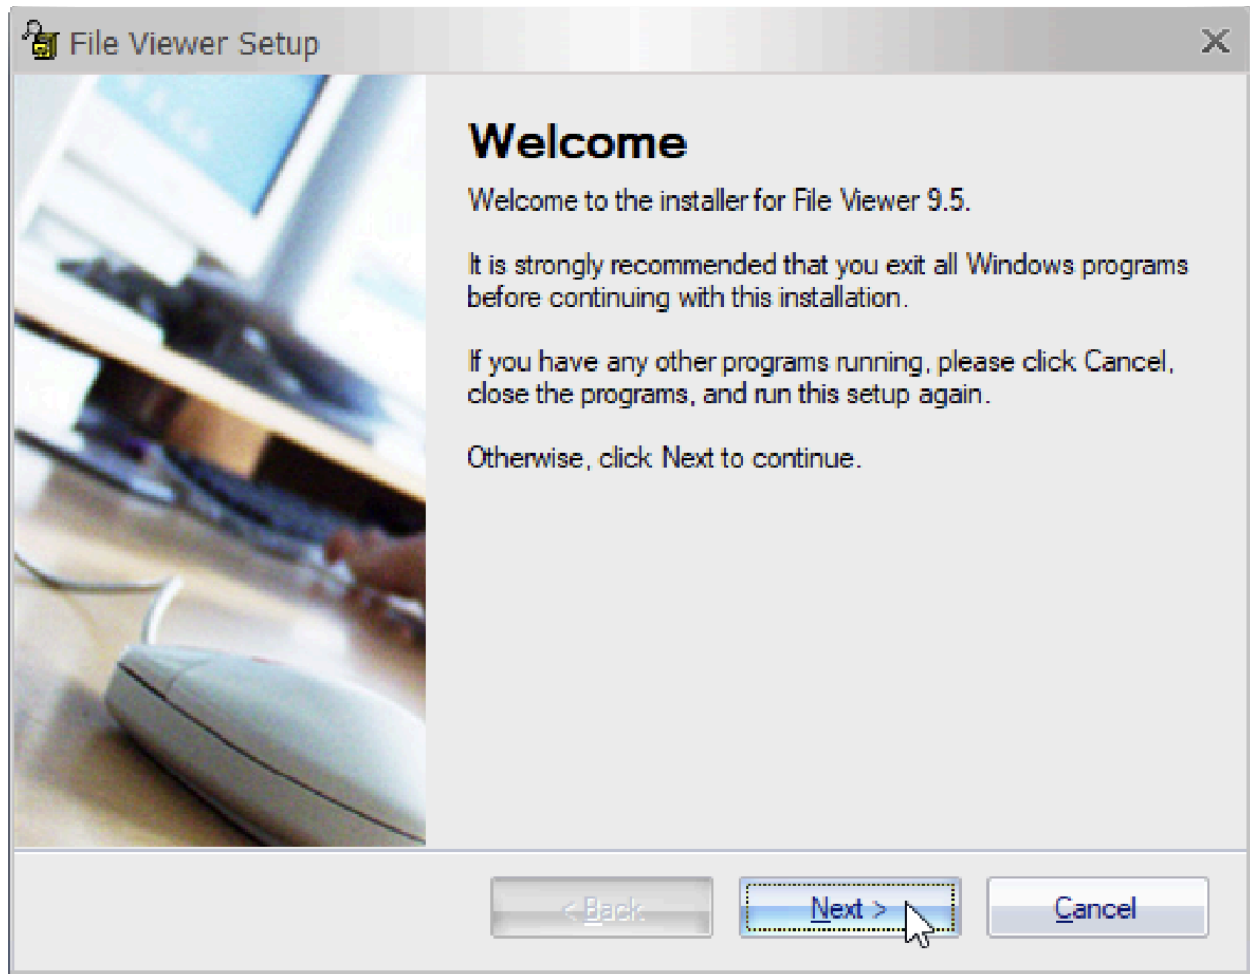 File Viewer Setup
Welcome
Welcome to the installer for File Viewer 9.5.
It is strongly recommended that you exit all Windows programs
before continuing with this installation.
If you have any other programs running, please click Cancel,
close the programs, and run this setup again.
Otherwise, click Next to continue.
< Back
Next >
Cancel